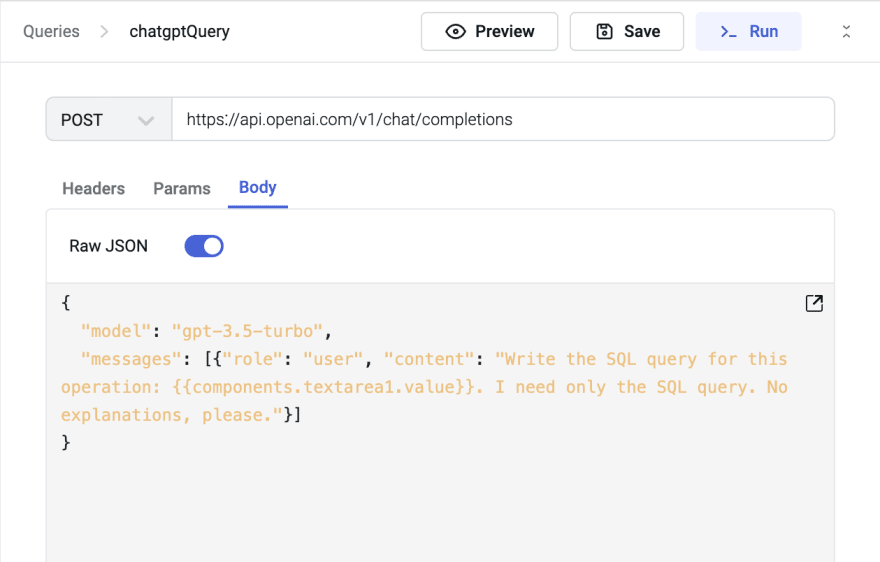 Queries > chatgptQuery Preview Save >_ Run
POST https://api.openai.com/v1/chat/completions
Headers Params Body
Raw JSON
{
"model": "gpt-3.5-turbo",
"messages": [{"role": "user", "content": "Write the SQL query for this
operation: {{components.textarea1.value}}. I need only the SQL query. No
explanations, please."}]
}